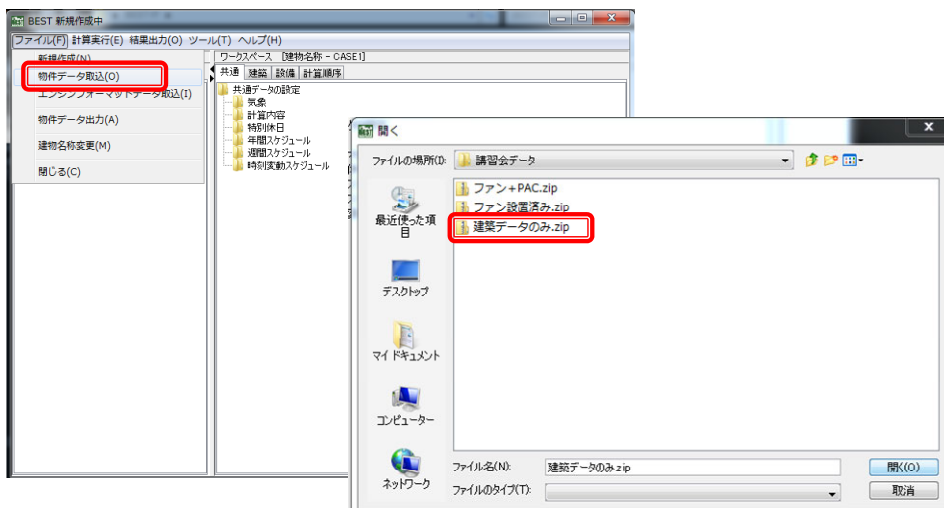 BEST 新規作成中
ファイル(F) 計算実行(E) 結果出力(O) ツール(T) ヘルプ(H)
新規作成(N)
物件データ取込(O)
エンジンフォーマットデータ取込(I)
物件データ出力(A)
建物名称変更(M)
閉じる(C)
ワークスペース [建物名称 - CASE1]
共通 建築 設備 計算順序
共通データの設定
気象
計算内容
特別休日
年間スケジュール
週間スケジュール
時刻変動スケジュール
開く
ファイルの場所(I):
講習会データ
ファン+PAC.zip
ファン設置済み.zip
建築データのみ.zip
最近使った項目
デスクトップ
マイ ドキュメント
コンピューター
ネットワーク
ファイル名(N):
建築データのみ.zip
開く(O)
ファイルのタイプ(T):
取消